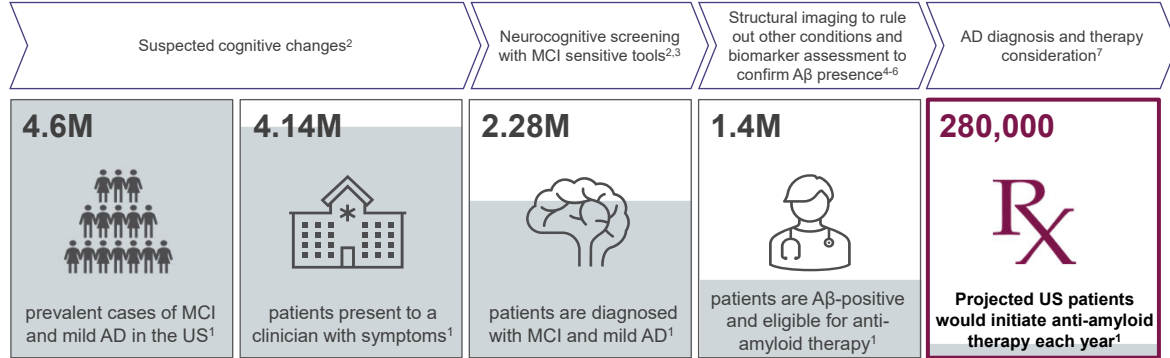 Suspected cognitive changes²
Neurocognitive screening
with MCI sensitive tools²,³
Structural imaging to rule
out other conditions and
biomarker assessment to
confirm Aβ presence⁴⁻⁶
AD diagnosis and therapy
consideration⁷
4.6M
prevalent cases of MCI
and mild AD in the US¹
4.14M
patients present to a
clinician with symptoms¹
2.28M
patients are diagnosed
with MCI and mild AD¹
1.4M
patients are Aβ-positive
and eligible for anti-
amyloid therapy¹
280,000
Rx
Projected US patients
would initiate anti-amyloid
therapy each year¹